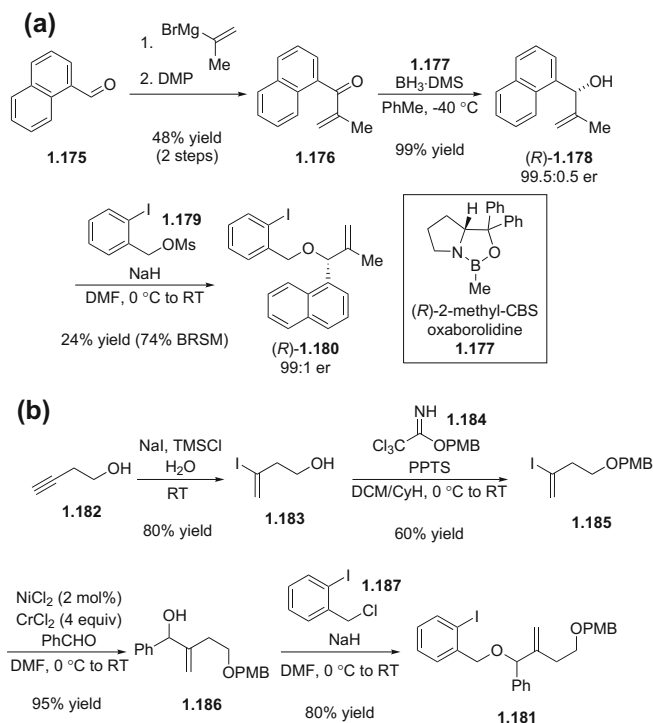 (a)
BrMg
1.
Me
2. DMP
O
48% yield
(2 steps)
1.175
O
Me
1.176
1.177
BH3·DMS
PhMe, -40 °C
99% yield
OH
Me
(R)-1.178
99.5:0.5 er
I
1.179
OMs
NaH
DMF, 0 °C to RT
24% yield (74% BRSM)
I
O
Me
(R)-1.180
99:1 er
H
Ph
Ph
N
O
B
Me
(R)-2-methyl-CBS
oxaborolidine
1.177
(b)
OH
1.182
NaI, TMSCl
H2O
RT
80% yield
I
OH
1.183
NH
1.184
Cl3C
OPMB
PPTS
DCM/CyH, 0 °C to RT
60% yield
I
OPMB
1.185
NiCl2 (2 mol%)
CrCl2 (4 equiv)
PhCHO
DMF, 0 °C to RT
95% yield
OH
Ph
OPMB
1.186
I
1.187
Cl
NaH
DMF, 0 °C to RT
80% yield
I
OPMB
O
Ph
1.181